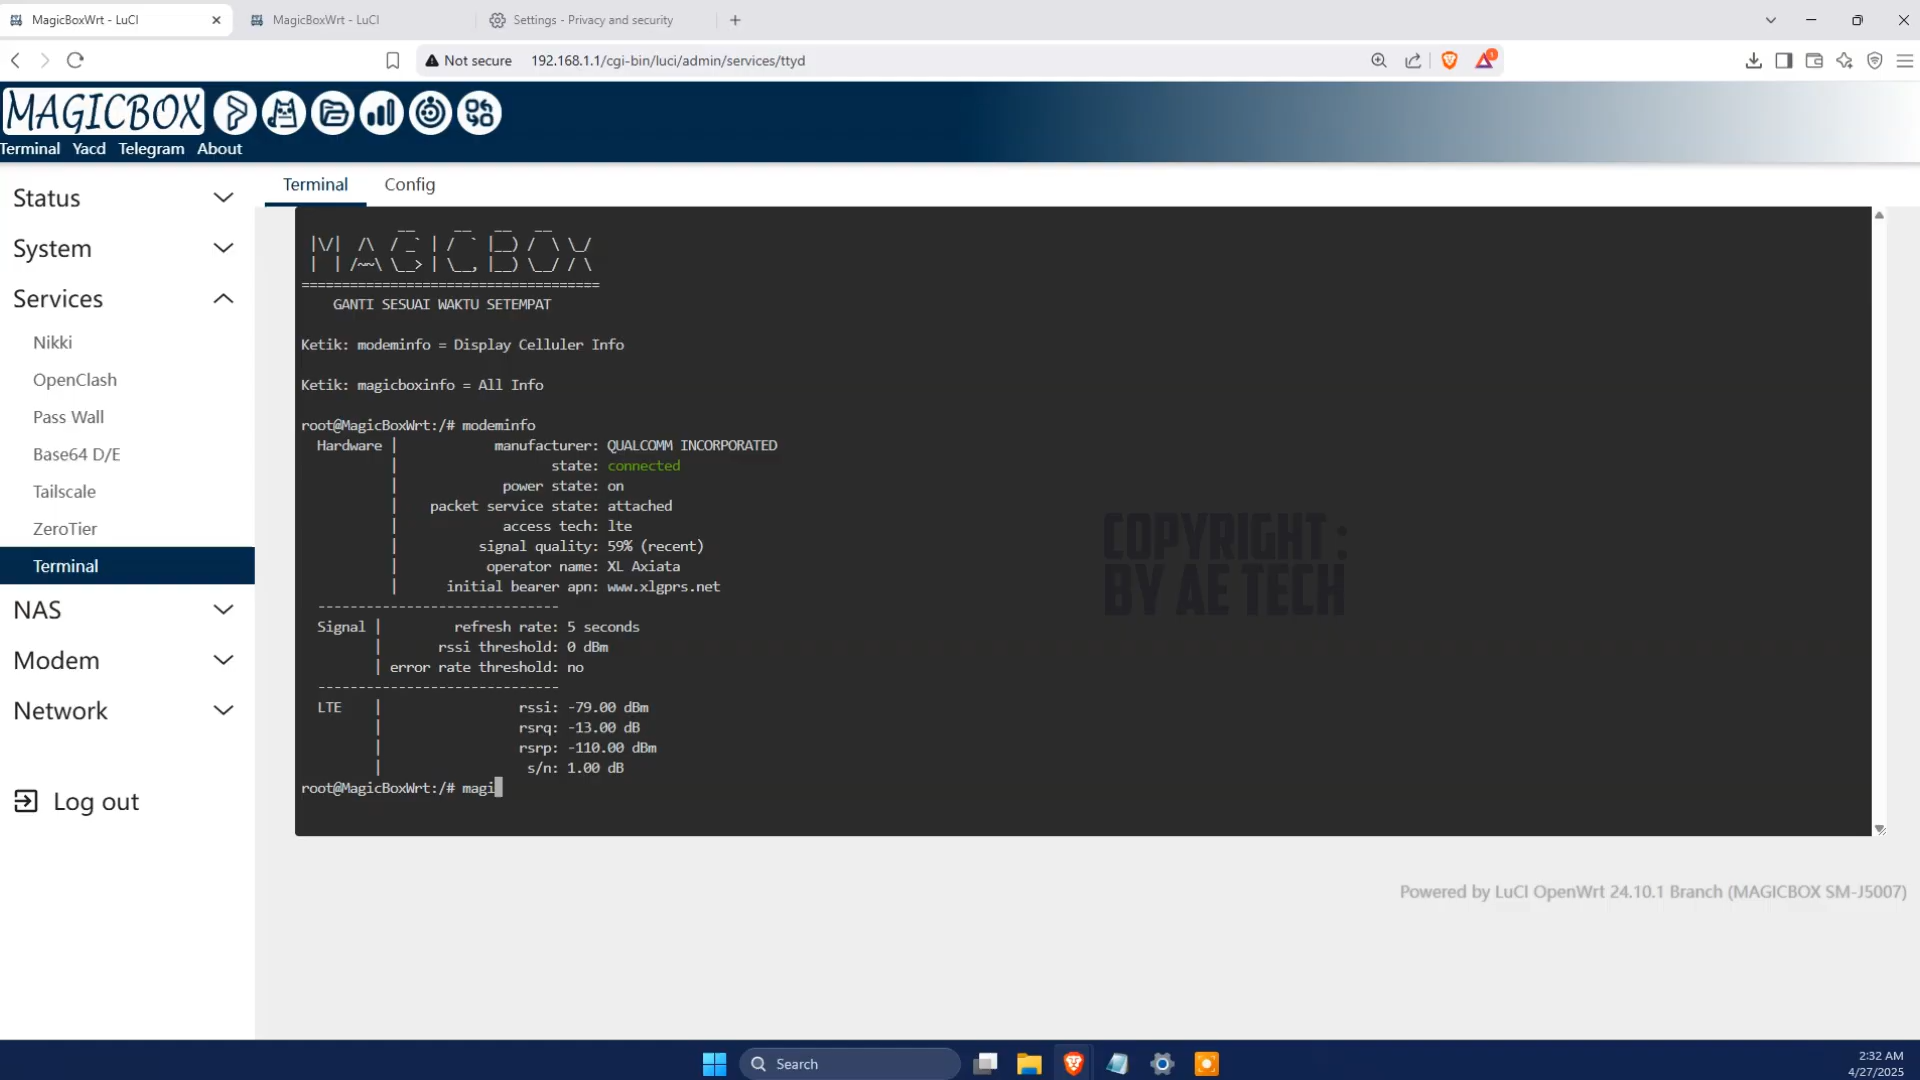 MagicBoxWrt - LuCI
MagicBoxWrt - LuCI
Settings - Privacy and security
Not secure
192.168.1.1/cgi-bin/luci/admin/services/ttyd
MAGICBOX
Terminal Yacd Telegram About
Status
System
Services
Nikki
OpenClash
Pass Wall
Base64 D/E
Tailscale
ZeroTier
Terminal
NAS
Modem
Network
Log out
Terminal Config
MAGICBOX
=====================================
GANTI SESUAI WAKTU SETEMPAT
Ketik: modeminfo = Display Celluler Info
Ketik: magicboxinfo = All Info
root@MagicBoxWrt:/# modeminfo
Hardware | manufacturer: QUALCOMM INCORPORATED
| state: connected
| power state: on
| packet service state: attached
| access tech: lte
| signal quality: 59% (recent)
| operator name: XL Axiata
| initial bearer apn: www.xlgprs.net
------------------------------
Signal | refresh rate: 5 seconds
| rssi threshold: 0 dBm
| error rate threshold: no
------------------------------
LTE | rssi: -79.00 dBm
| rsrq: -13.00 dB
| rsrp: -110.00 dBm
| s/n: 1.00 dB
root@MagicBoxWrt:/# magi
COPYRIGHT :
BY AE TECH
Powered by LuCI OpenWrt 24.10.1 Branch (MAGICBOX SM-J5007)
Search
2:32 AM
4/27/2025